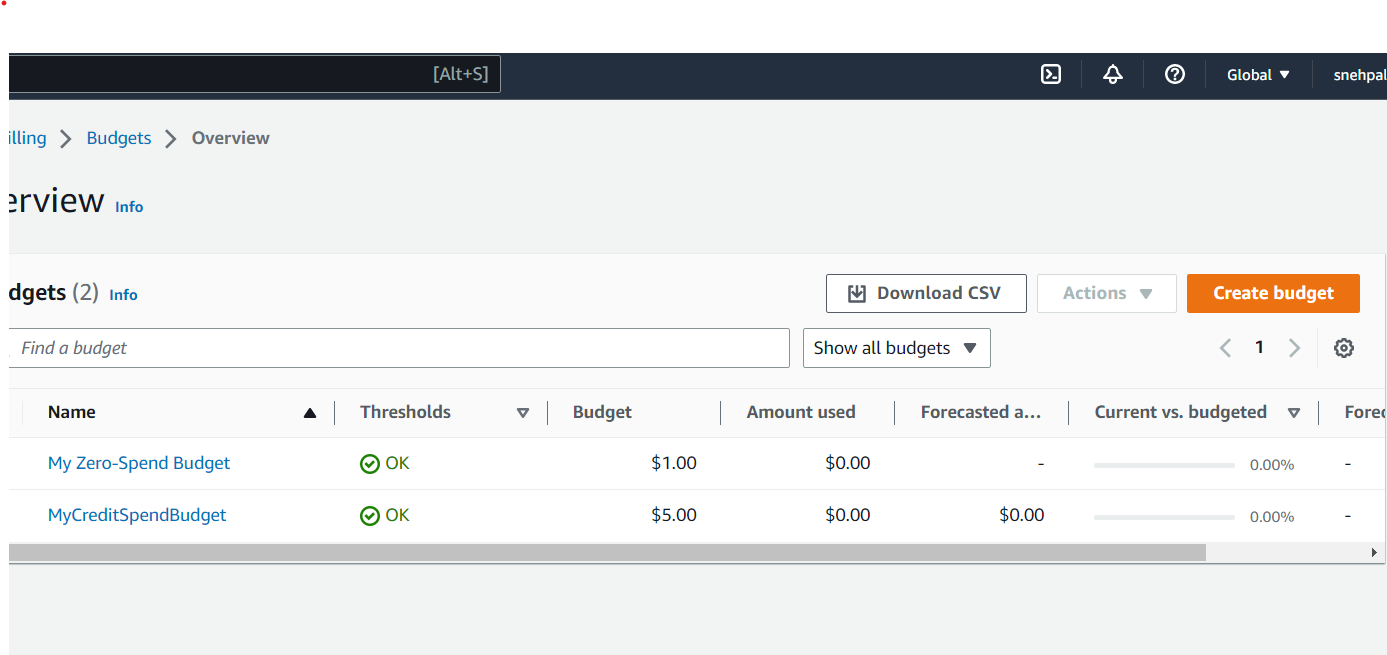 [Alt+S] Global snehpal
illing Budgets Overview
erview Info
dgets (2) Info Download CSV Actions Create budget
Find a budget Show all budgets 1
Name Thresholds Budget Amount used Forecasted a... Current vs. budgeted Forec
My Zero-Spend Budget OK $1.00 $0.00 - 0.00% -
MyCreditSpendBudget OK $5.00 $0.00 $0.00 0.00% -